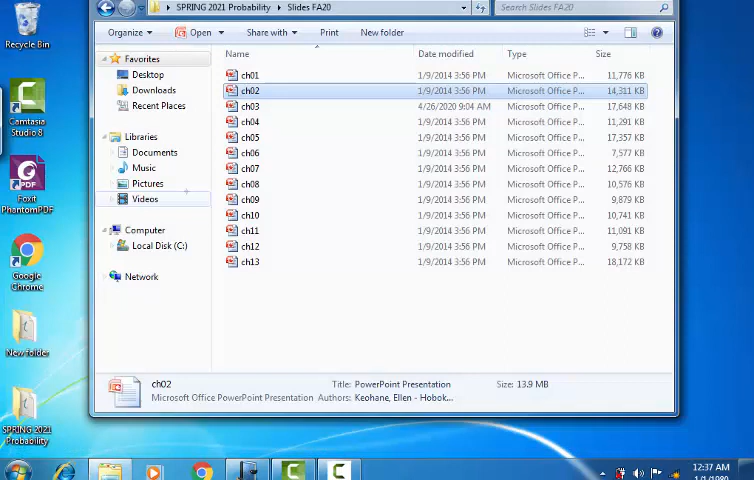 Recycle Bin
Camtasia Studio 8
Foxit PhantomPDF
Google Chrome
New folder
SPRING 2021 Probability
SPRING 2021 Probability ▸ Slides FA20
Search Slides FA20
Organize Open Share with Print New folder
Favorites
Desktop
Downloads
Recent Places
Libraries
Documents
Music
Pictures
Videos
Computer
Local Disk (C:)
Network
Name Date modified Type Size
ch01 1/9/2014 3:56 PM Microsoft Office P... 11,776 KB
ch02 1/9/2014 3:56 PM Microsoft Office P... 14,311 KB
ch03 4/26/2020 9:04 AM Microsoft Office P... 17,648 KB
ch04 1/9/2014 3:56 PM Microsoft Office P... 11,291 KB
ch05 1/9/2014 3:56 PM Microsoft Office P... 17,357 KB
ch06 1/9/2014 3:56 PM Microsoft Office P... 7,577 KB
ch07 1/9/2014 3:56 PM Microsoft Office P... 12,766 KB
ch08 1/9/2014 3:56 PM Microsoft Office P... 10,576 KB
ch09 1/9/2014 3:56 PM Microsoft Office P... 9,879 KB
ch10 1/9/2014 3:56 PM Microsoft Office P... 10,741 KB
ch11 1/9/2014 3:56 PM Microsoft Office P... 11,091 KB
ch12 1/9/2014 3:56 PM Microsoft Office P... 9,758 KB
ch13 1/9/2014 3:56 PM Microsoft Office P... 18,172 KB
ch02 Title: PowerPoint Presentation Size: 13.9 MB
Microsoft Office PowerPoint Presentation Authors: Keohane, Ellen - Hobok...
12:37 AM
1/1/1980